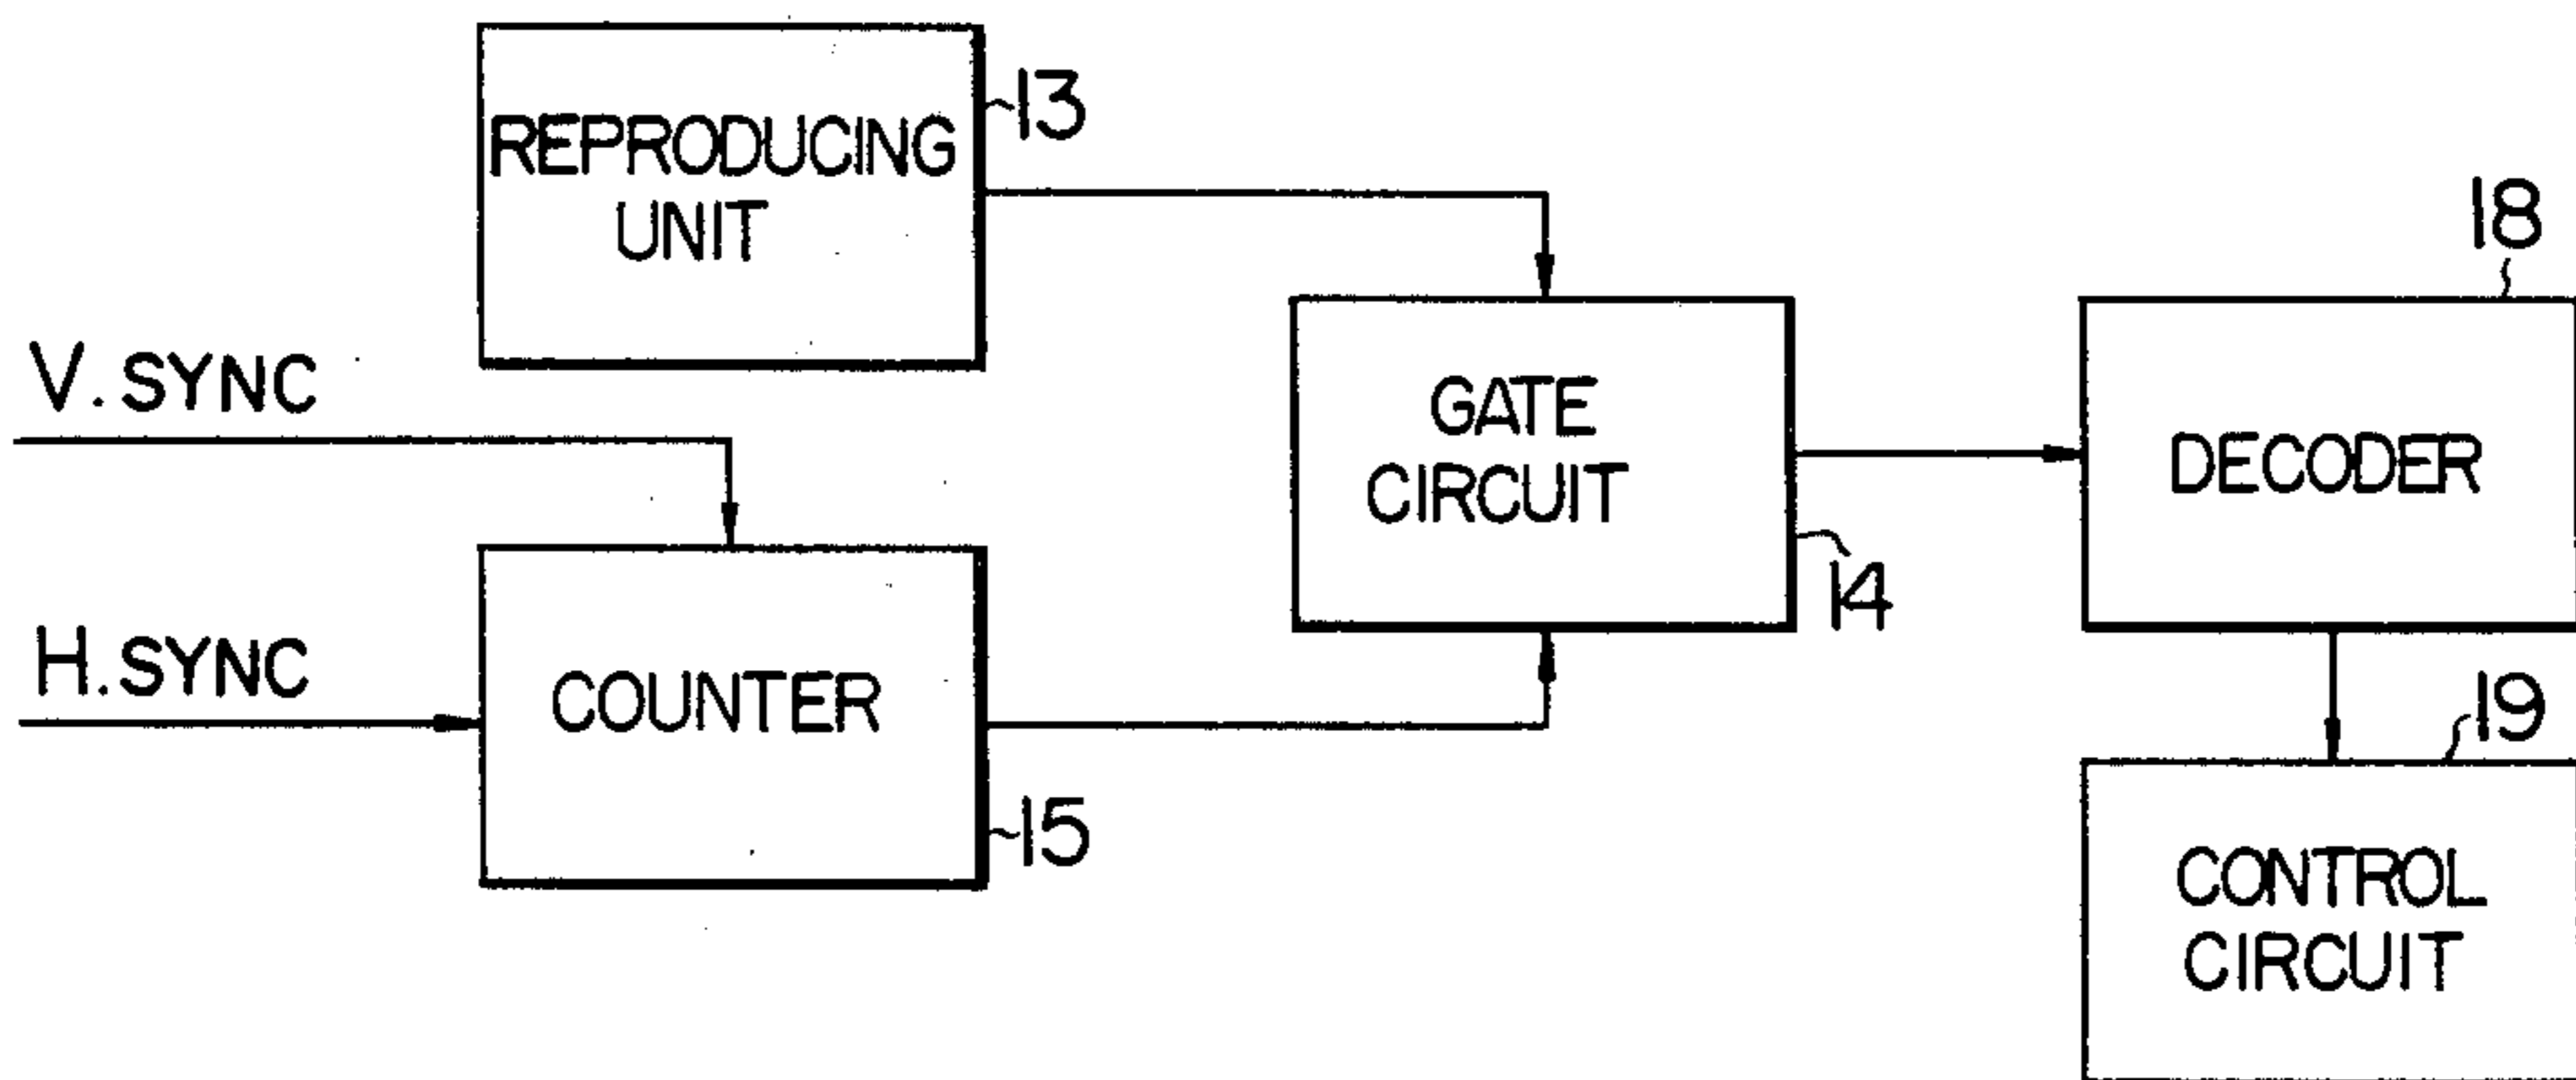 REPRODUCING
UNIT
13
V. SYNC
H. SYNC
COUNTER
15
GATE
CIRCUIT
14
18
DECODER
19
CONTROL
CIRCUIT